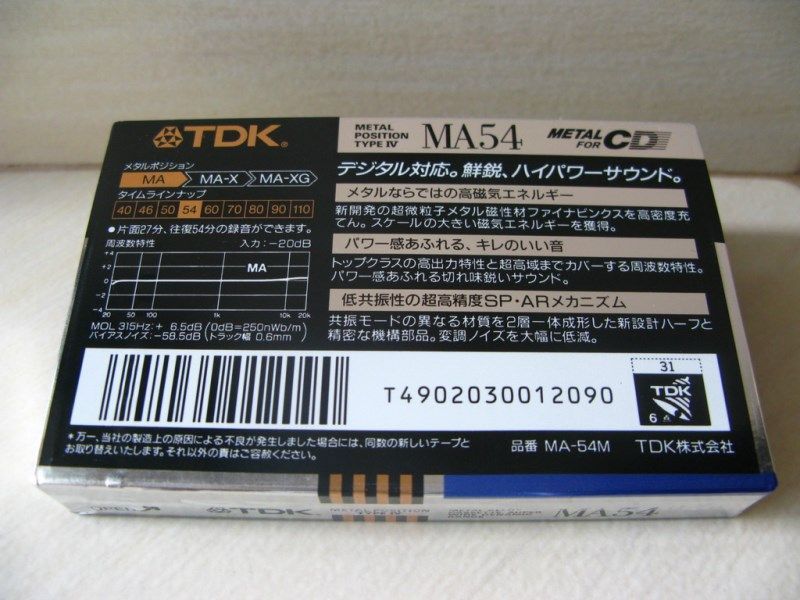 TDK®
METAL
POSITION
TYPE IV
MA54
METAL
FOR CD
メタルポジション
MA MA-X MA-XG
タイムラインナップ
40 46 50 54 60 70 80 90 110
●片面27分、往復54分の録音ができます。
周波数特性 入力:-20dB
+4
+2
0
-2
-4
MA
20 50 100 1k 10k 20k
MOL 315Hz:+ 6.5dB (0dB=250nWb/m)
バイアスノイズ:-58.5dB (トラック幅 0.6mm)
デジタル対応。鮮鋭、ハイパワーサウンド。
メタルならではの高磁気エネルギー
新開発の超微粒子メタル磁性材ファイナビンクスを高密度充
てん。スケールの大きい磁気エネルギーを獲得。
パワー感あふれる、キレのいい音
トップクラスの高出力特性と超高域までカバーする周波数特性。
パワー感あふれる切れ味鋭いサウンド。
低共振性の超高精度SP・ARメカニズム
共振モードの異なる材質を2層一体成形した新設計ハーフと
精密な機構部品。変調ノイズを大幅に低減。
T4902030012090
31
TDK
6 点
*万一、当社の製造上の原因による不良が発生しました場合には、同数の新しいテープと
お取り替えいたします。それ以外の責はご容赦ください。
品番 MA-54M TDK株式会社
OPEN
TDK
METAL POSITION
TYPE IV
MA54